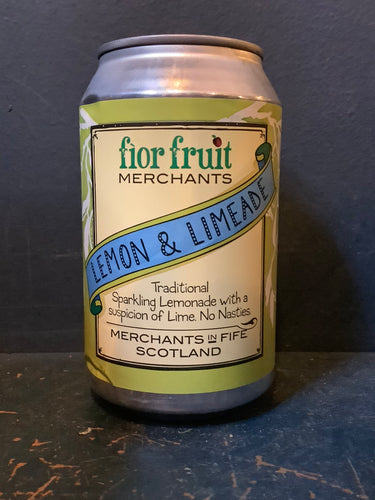 fior fruit
MERCHANTS
LEMON & LIMEADE
Traditional
Sparkling Lemonade with a
suspicion of Lime. No Nasties.
MERCHANTS IN FIFE
SCOTLAND